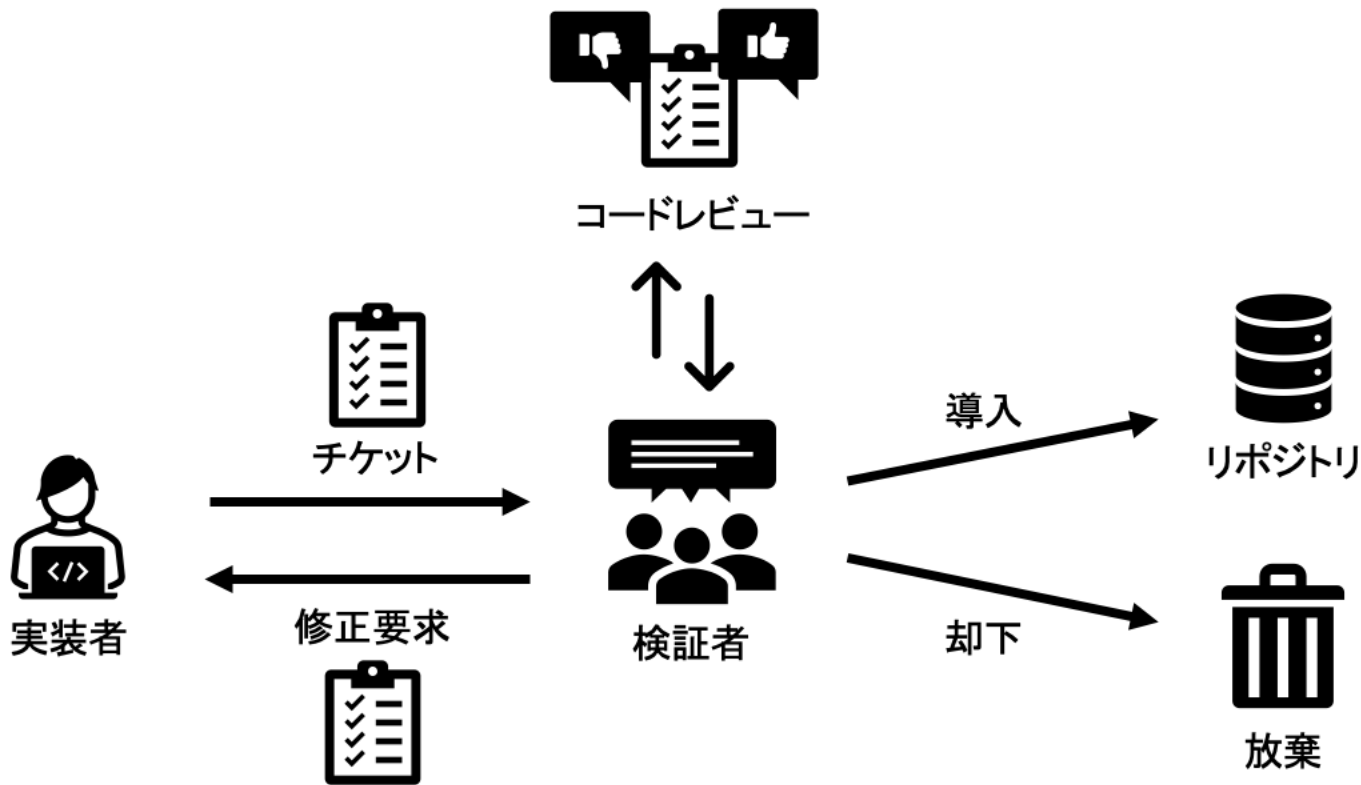 コードレビュー
チケット
導入
リポジトリ
</>
実装者
修正要求
検証者
却下
放棄